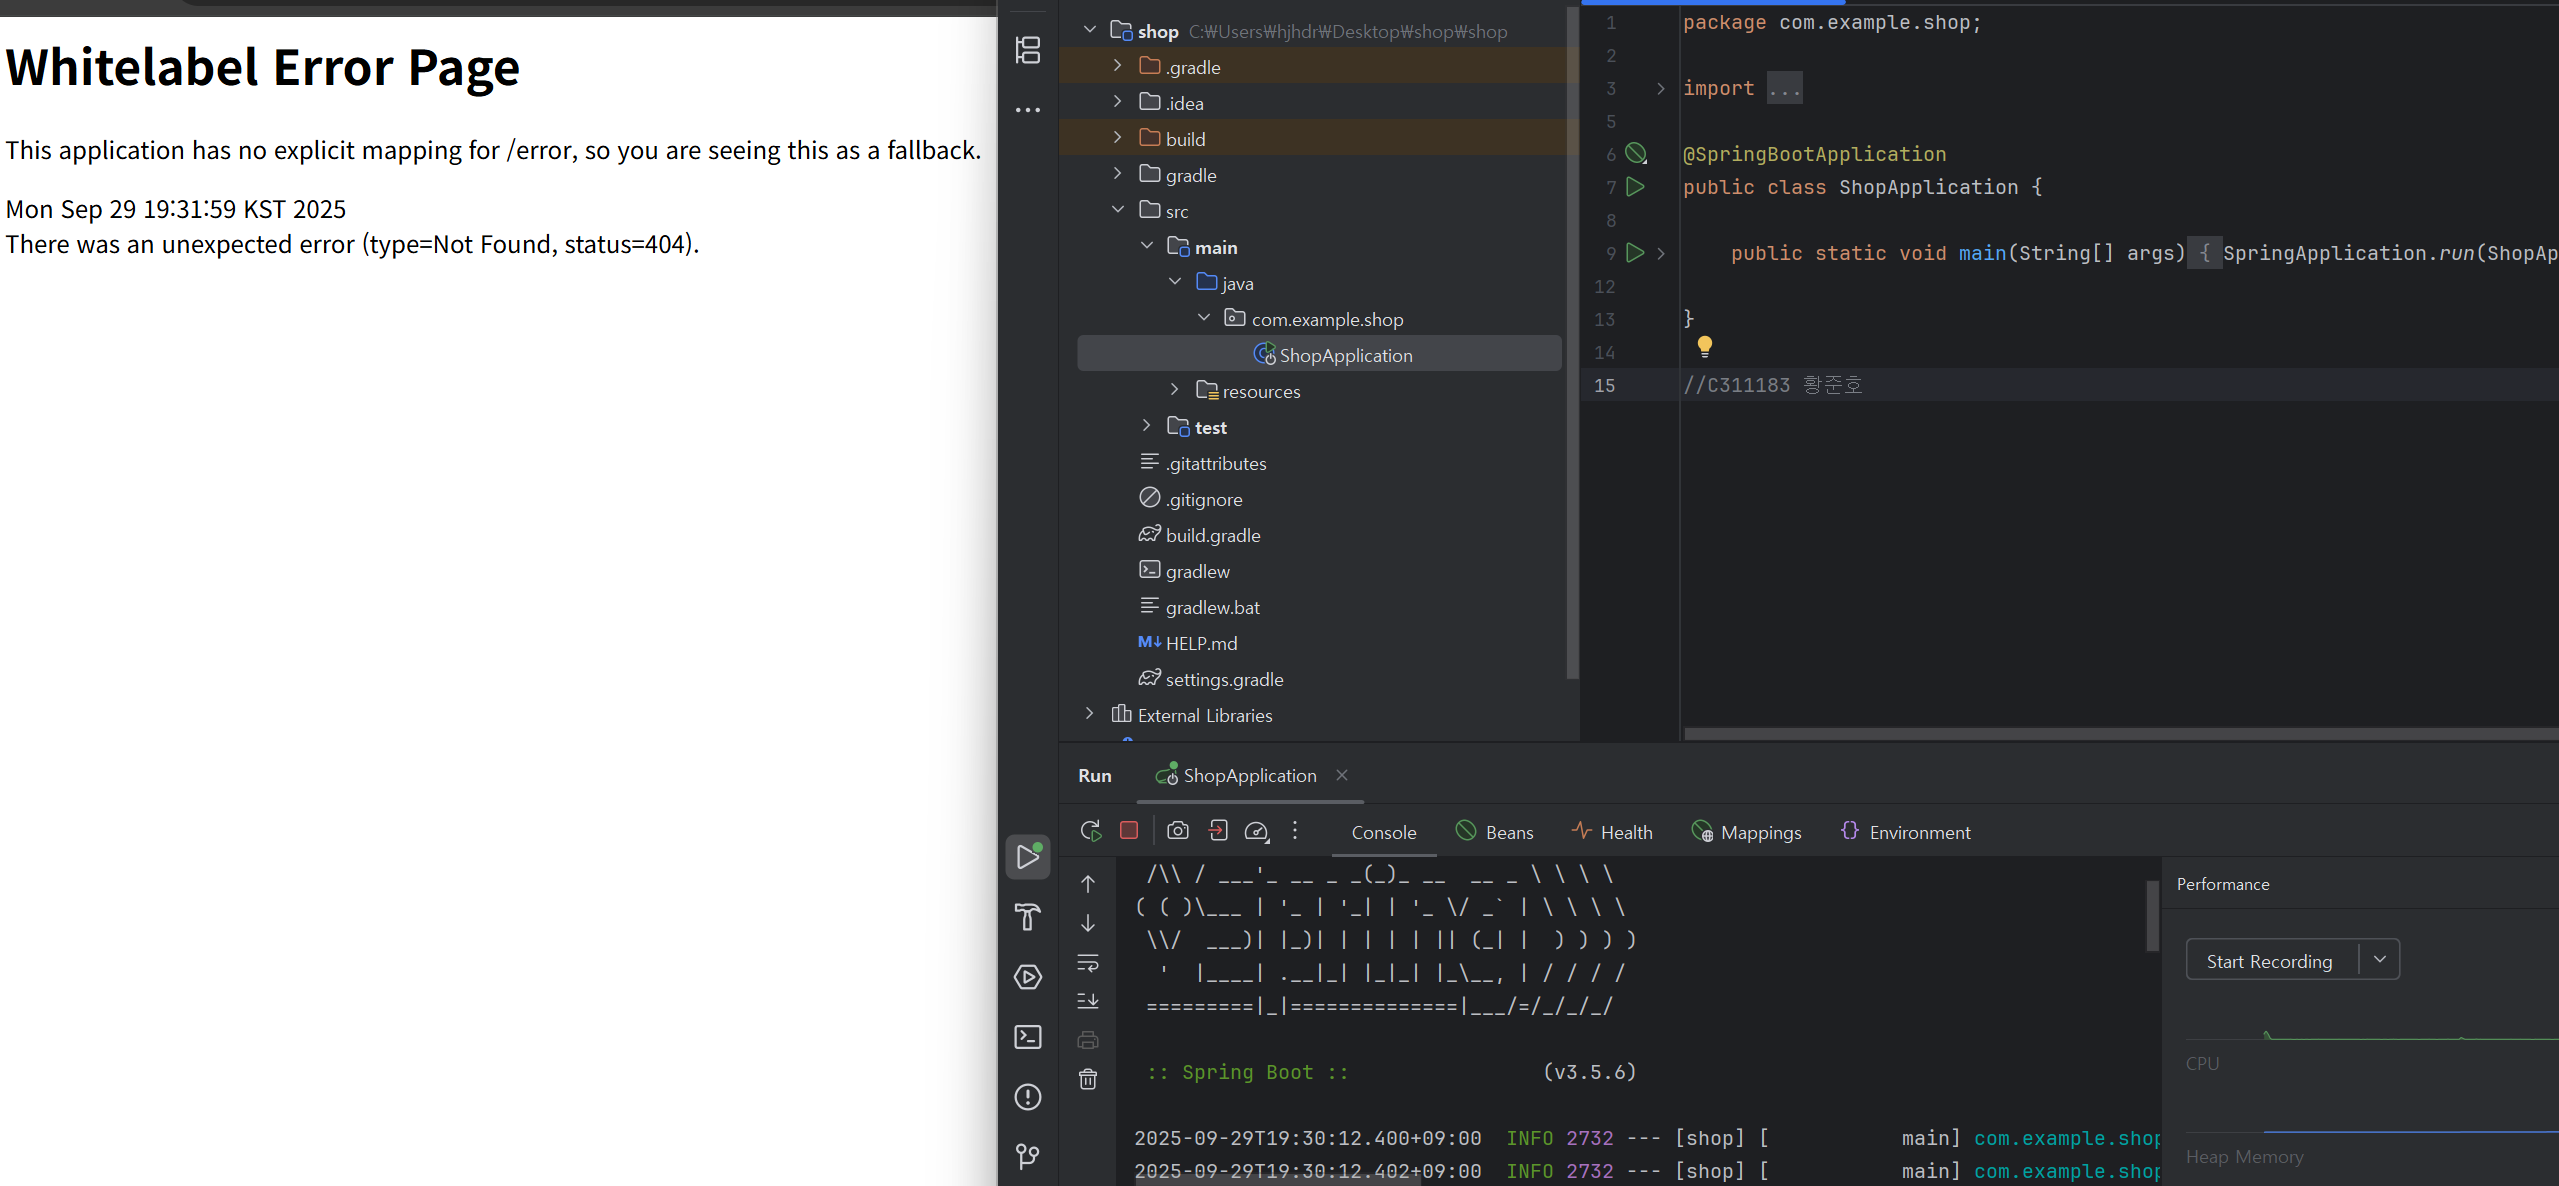 Whitelabel Error Page
This application has no explicit mapping for /error, so you are seeing this as a fallback.
Mon Sep 29 19:31:59 KST 2025
There was an unexpected error (type=Not Found, status=404).
shop C:₩Users₩hjhdr₩Desktop₩shop₩shop
.gradle
.idea
build
gradle
src
main
java
com.example.shop
ShopApplication
resources
test
.gitattributes
.gitignore
build.gradle
gradlew
gradlew.bat
M↓ HELP.md
settings.gradle
External Libraries
1 package com.example.shop;
2
3 import ...
5
6 @SpringBootApplication
7 public class ShopApplication {
8
9 public static void main(String[] args) { SpringApplication.run(ShopAp
12
13 }
14
15 //C311183 황준호
Run ShopApplication
Console Beans Health Mappings Environment
 /\\ / ___'_ __ _ _(_)_ __  __ _ \ \ \ \
( ( )\___ | '_ | '_| | '_ \/ _` | \ \ \ \
 \\/  ___)| |_)| | | | | || (_| |  ) ) ) )
  '  |____| .__|_| |_|_| |_\__, | / / / /
 =========|_|==============|___/=/_/_/_/
:: Spring Boot :: (v3.5.6)
2025-09-29T19:30:12.400+09:00 INFO 2732 --- [shop] [ main] com.example.shop
2025-09-29T19:30:12.402+09:00 INFO 2732 --- [shop] [ main] com.example.shop
Performance
Start Recording
CPU
Heap Memory